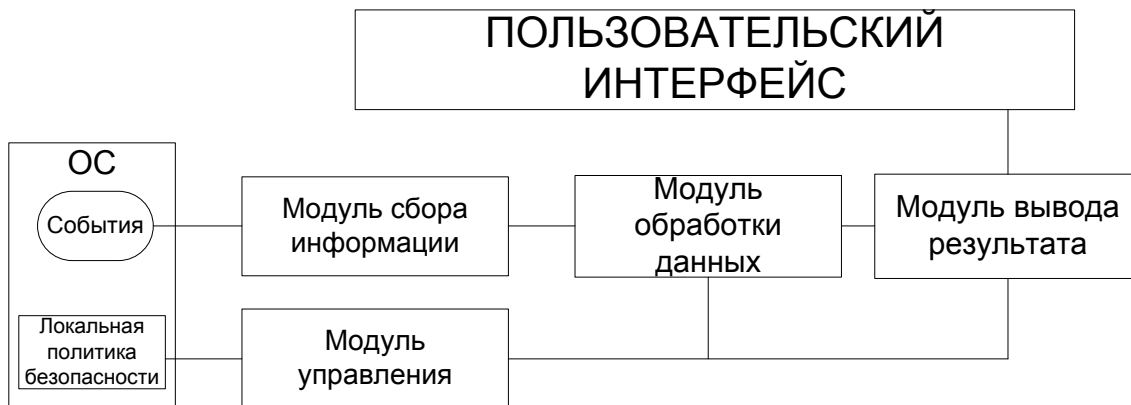 ПОЛЬЗОВАТЕЛЬСКИЙ
ИНТЕРФЕЙС
ОС
События
Модуль сбора
информации
Модуль
обработки
данных
Модуль вывода
результата
Локальная
политика
безопасности
Модуль
управления